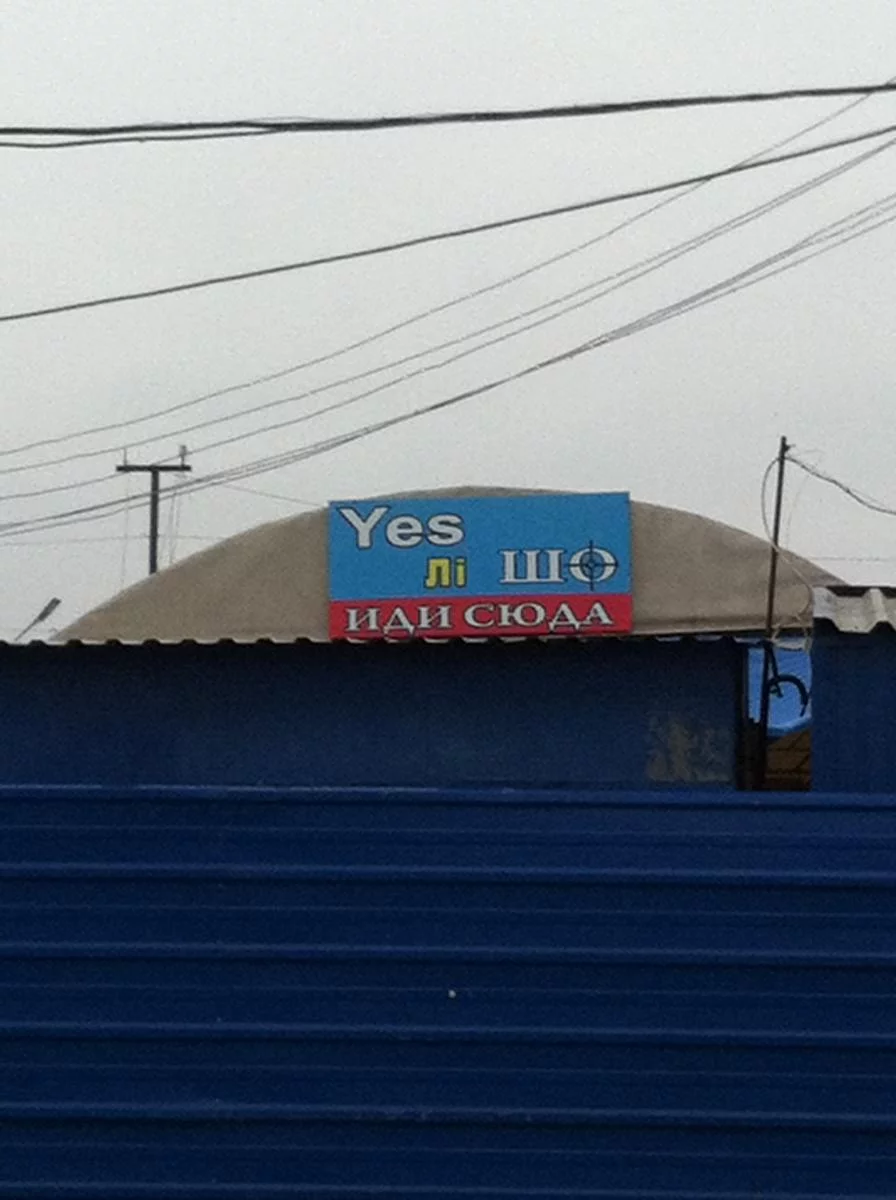 Yes
лі ШО
ИДИ СЮДА